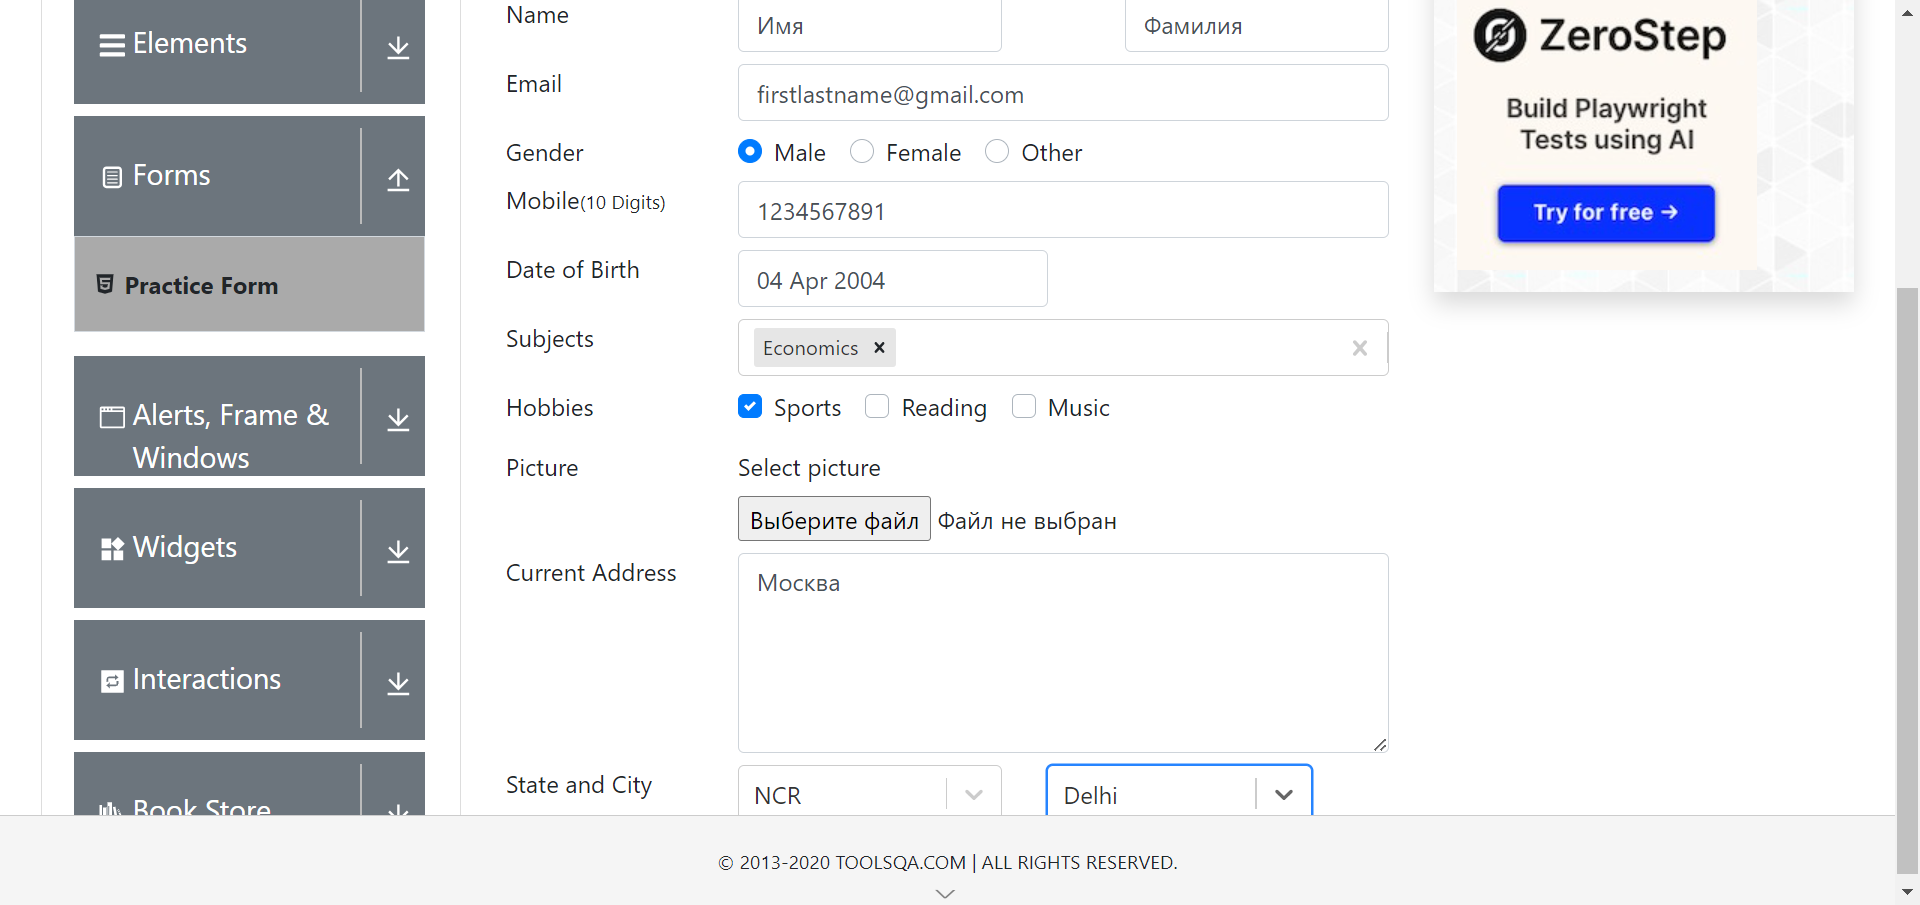 Elements
Forms
Practice Form
Alerts, Frame &
Windows
Widgets
Interactions
Book Store
Name
Имя
Фамилия
Email
firstlastname@gmail.com
Gender
Male
Female
Other
Mobile(10 Digits)
1234567891
Date of Birth
04 Apr 2004
Subjects
Economics
Hobbies
Sports
Reading
Music
Picture
Select picture
Выберите файл Файл не выбран
Current Address
Москва
State and City
NCR
Delhi
ZeroStep
Build Playwright
Tests using AI
Try for free →
© 2013-2020 TOOLSQA.COM | ALL RIGHTS RESERVED.